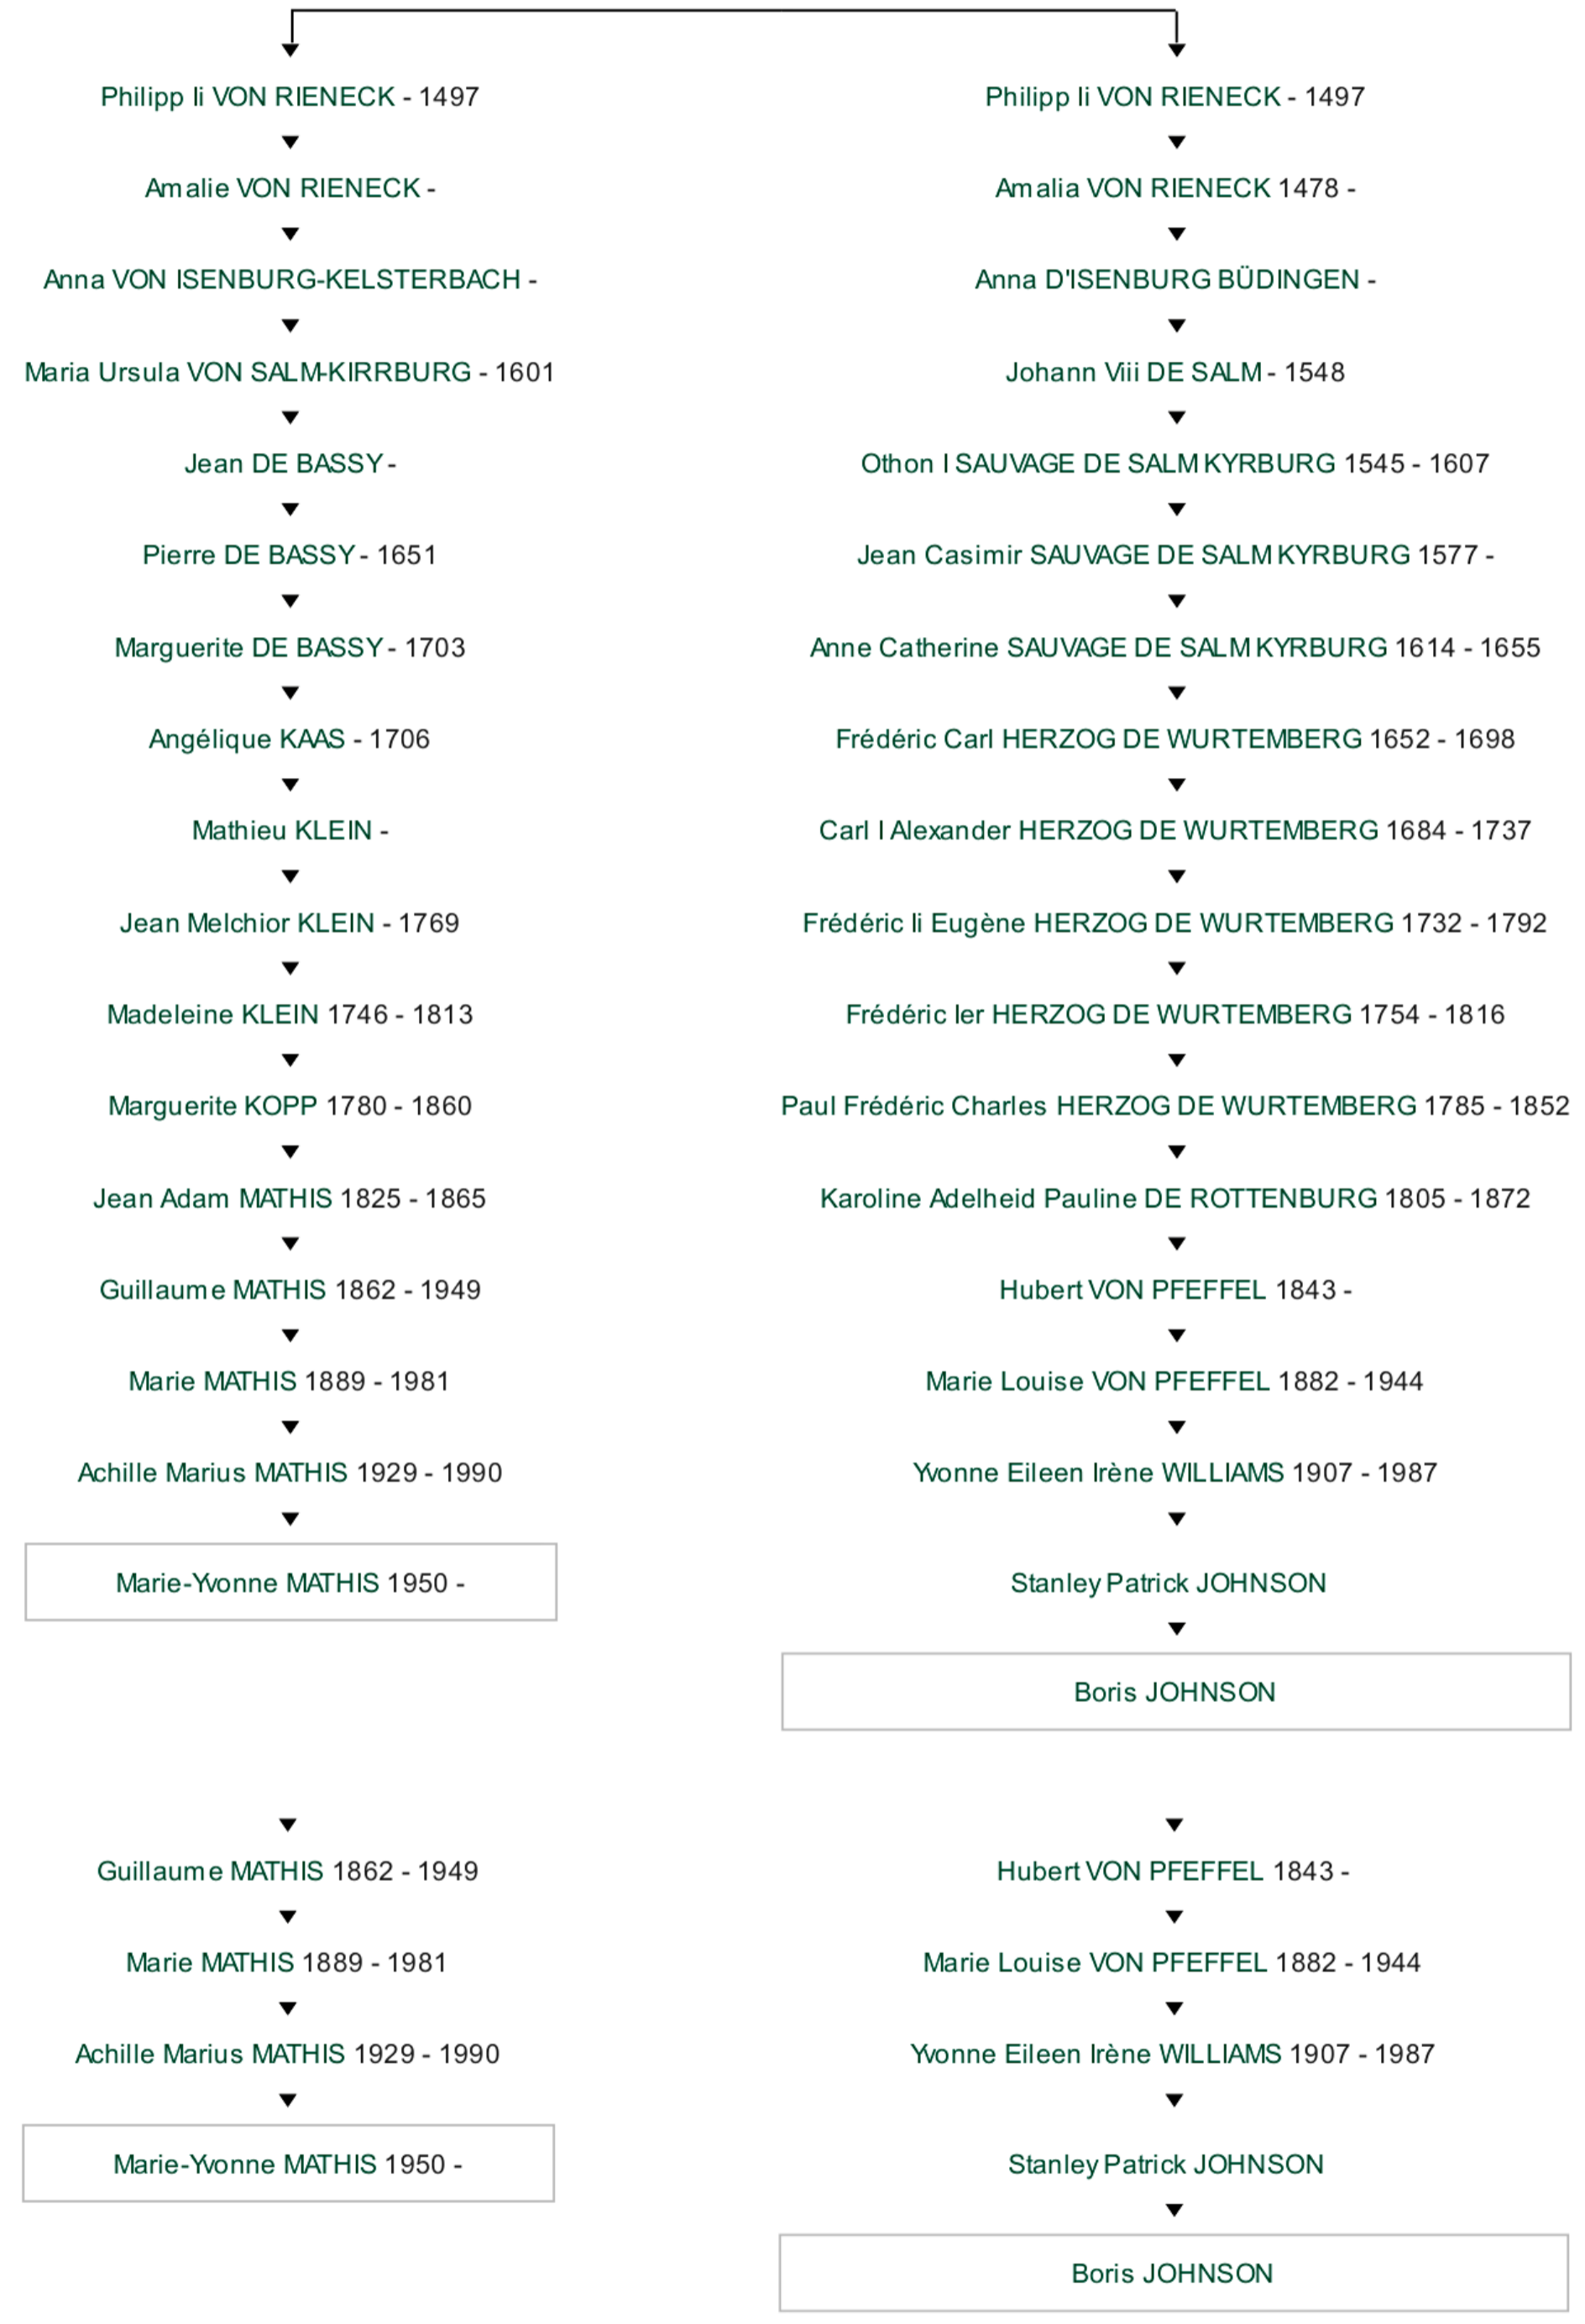 Philipp Ii VON RIENECK - 1497
Philipp Ii VON RIENECK - 1497
Amalie VON RIENECK -
Amalia VON RIENECK 1478 -
Anna VON ISENBURG-KELSTERBACH -
Anna D'ISENBURG BÜDINGEN -
Maria Ursula VON SALM-KIRRBURG - 1601
Johann Viii DE SALM - 1548
Jean DE BASSY -
Othon I SAUVAGE DE SALM KYRBURG 1545 - 1607
Pierre DE BASSY - 1651
Jean Casimir SAUVAGE DE SALM KYRBURG 1577 -
Marguerite DE BASSY - 1703
Anne Catherine SAUVAGE DE SALM KYRBURG 1614 - 1655
Angélique KAAS - 1706
Frédéric Carl HERZOG DE WURTEMBERG 1652 - 1698
Mathieu KLEIN -
Carl I Alexander HERZOG DE WURTEMBERG 1684 - 1737
Jean Melchior KLEIN - 1769
Frédéric Ii Eugène HERZOG DE WURTEMBERG 1732 - 1792
Madeleine KLEIN 1746 - 1813
Frédéric Ier HERZOG DE WURTEMBERG 1754 - 1816
Marguerite KOPP 1780 - 1860
Paul Frédéric Charles HERZOG DE WURTEMBERG 1785 - 1852
Jean Adam MATHIS 1825 - 1865
Karoline Adelheid Pauline DE ROTTENBURG 1805 - 1872
Guillaume MATHIS 1862 - 1949
Hubert VON PFEFFEL 1843 -
Marie MATHIS 1889 - 1981
Marie Louise VON PFEFFEL 1882 - 1944
Achille Marius MATHIS 1929 - 1990
Yvonne Eileen Irène WILLIAMS 1907 - 1987
Marie-Yvonne MATHIS 1950 -
Stanley Patrick JOHNSON
Boris JOHNSON
Guillaume MATHIS 1862 - 1949
Hubert VON PFEFFEL 1843 -
Marie MATHIS 1889 - 1981
Marie Louise VON PFEFFEL 1882 - 1944
Achille Marius MATHIS 1929 - 1990
Yvonne Eileen Irène WILLIAMS 1907 - 1987
Marie-Yvonne MATHIS 1950 -
Stanley Patrick JOHNSON
Boris JOHNSON